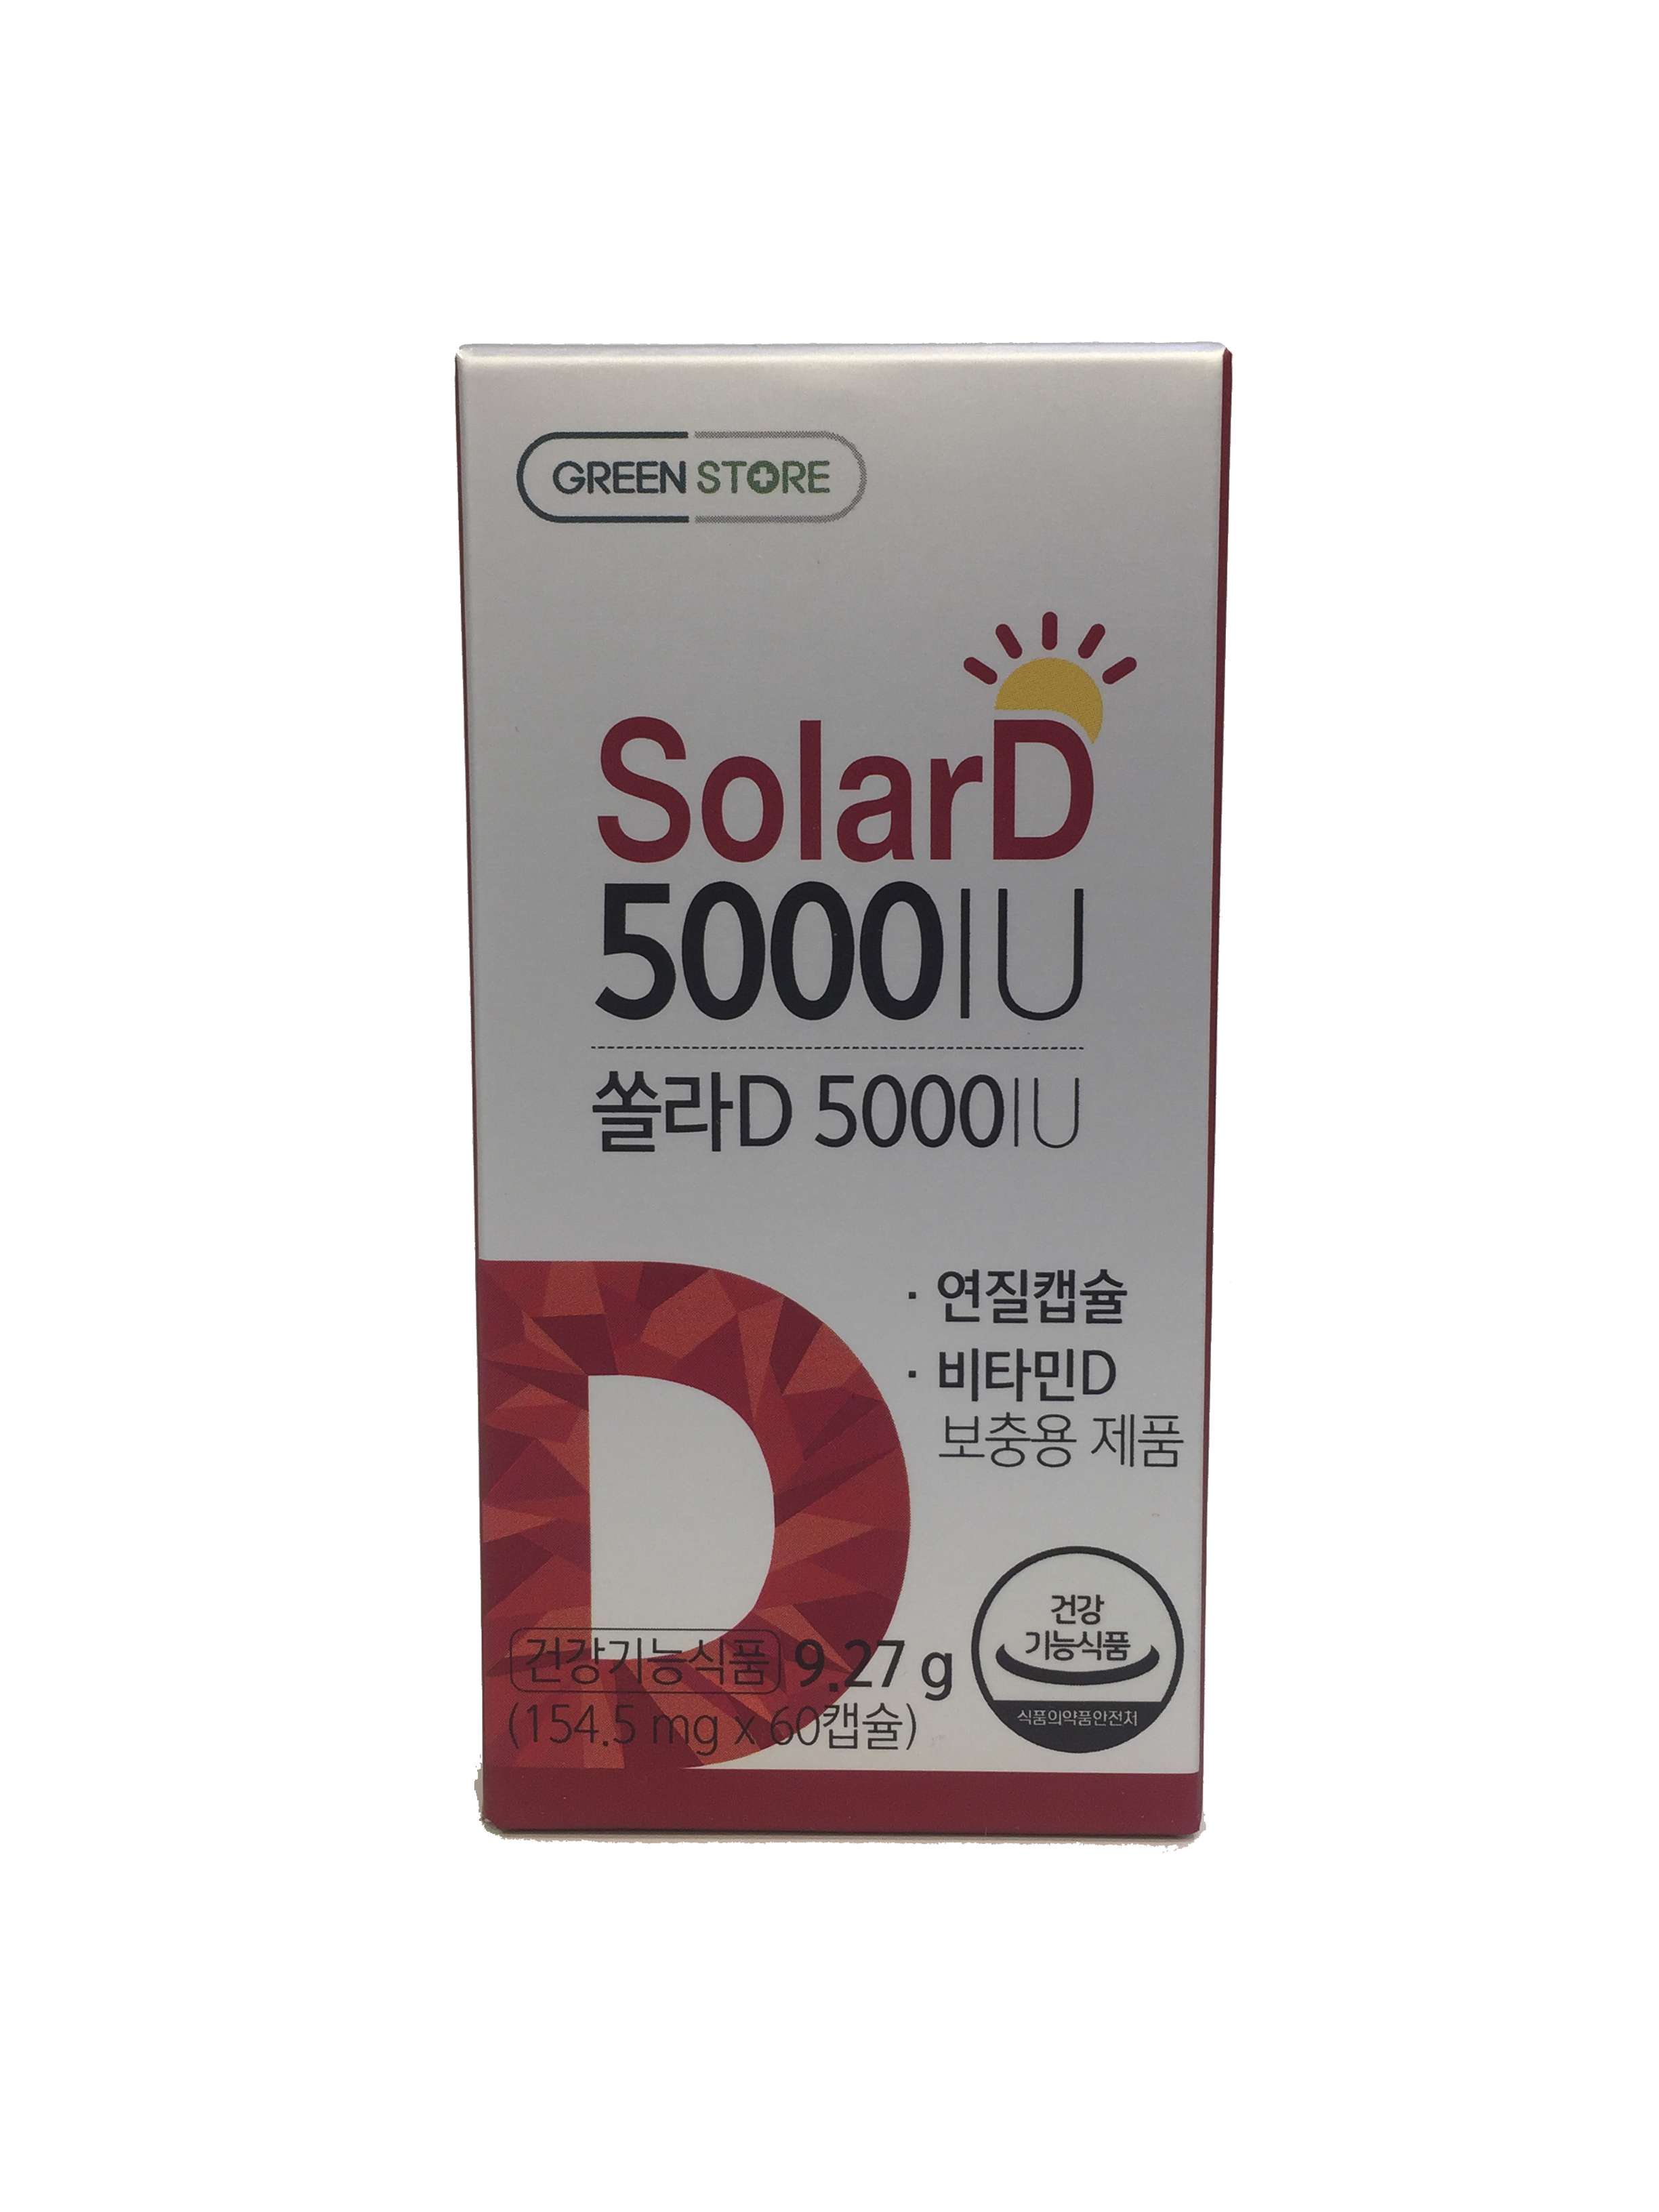 GREEN STORE
SolarD
5000IU
쏠라D 5000IU
· 연질캡슐
· 비타민D
보충용 제품
건강
기능식품
식품의약품안전처
건강기능식품 9.27 g
(154.5 mg x 60캡슐)